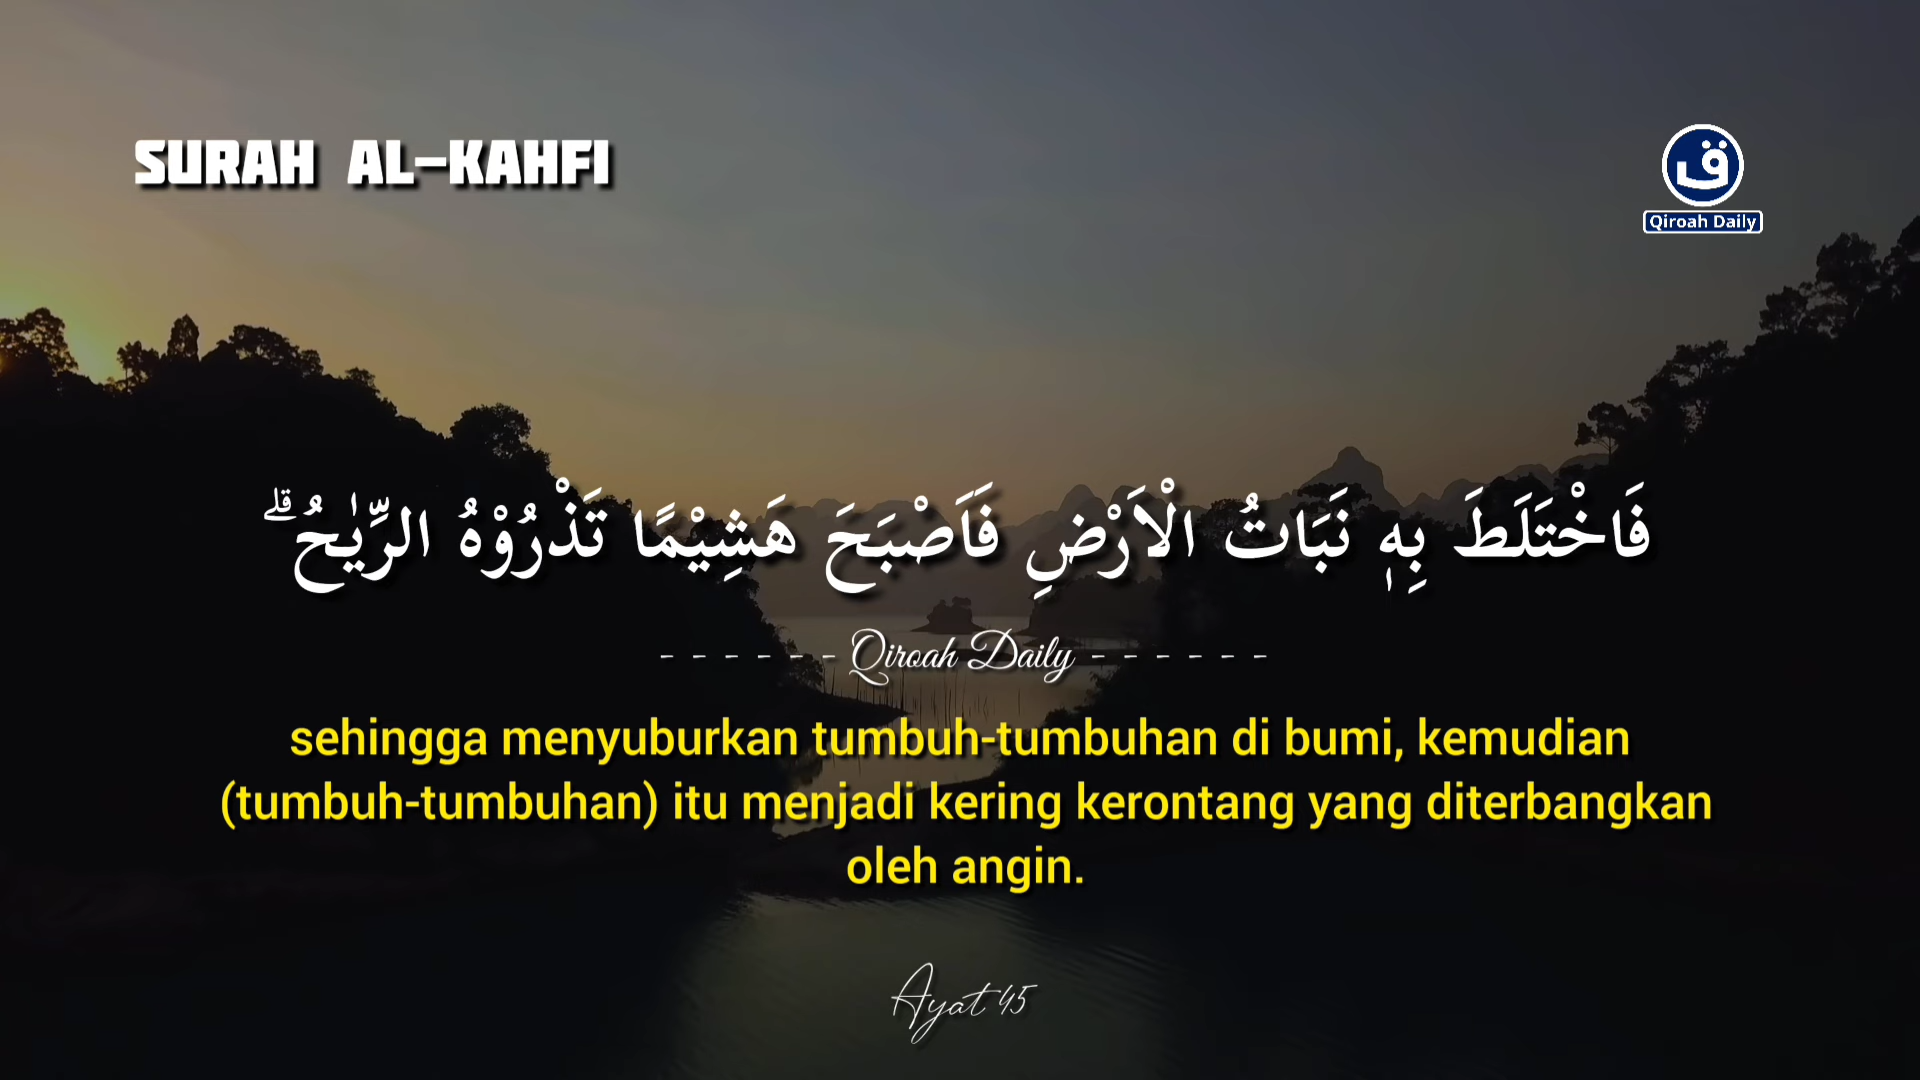 SURAH AL-KAHFI
ق
Qiroah Daily
فَاخْتَلَطَ بِهٖ نَبَاتُ الْاَرْضِ فَاَصْبَحَ هَشِيْمًا تَذْرُوْهُ الرِّيٰحُ ۗ
- - - - - - Qiroah Daily - - - - - -
sehingga menyuburkan tumbuh-tumbuhan di bumi, kemudian
(tumbuh-tumbuhan) itu menjadi kering kerontang yang diterbangkan
oleh angin.
Ayat 45